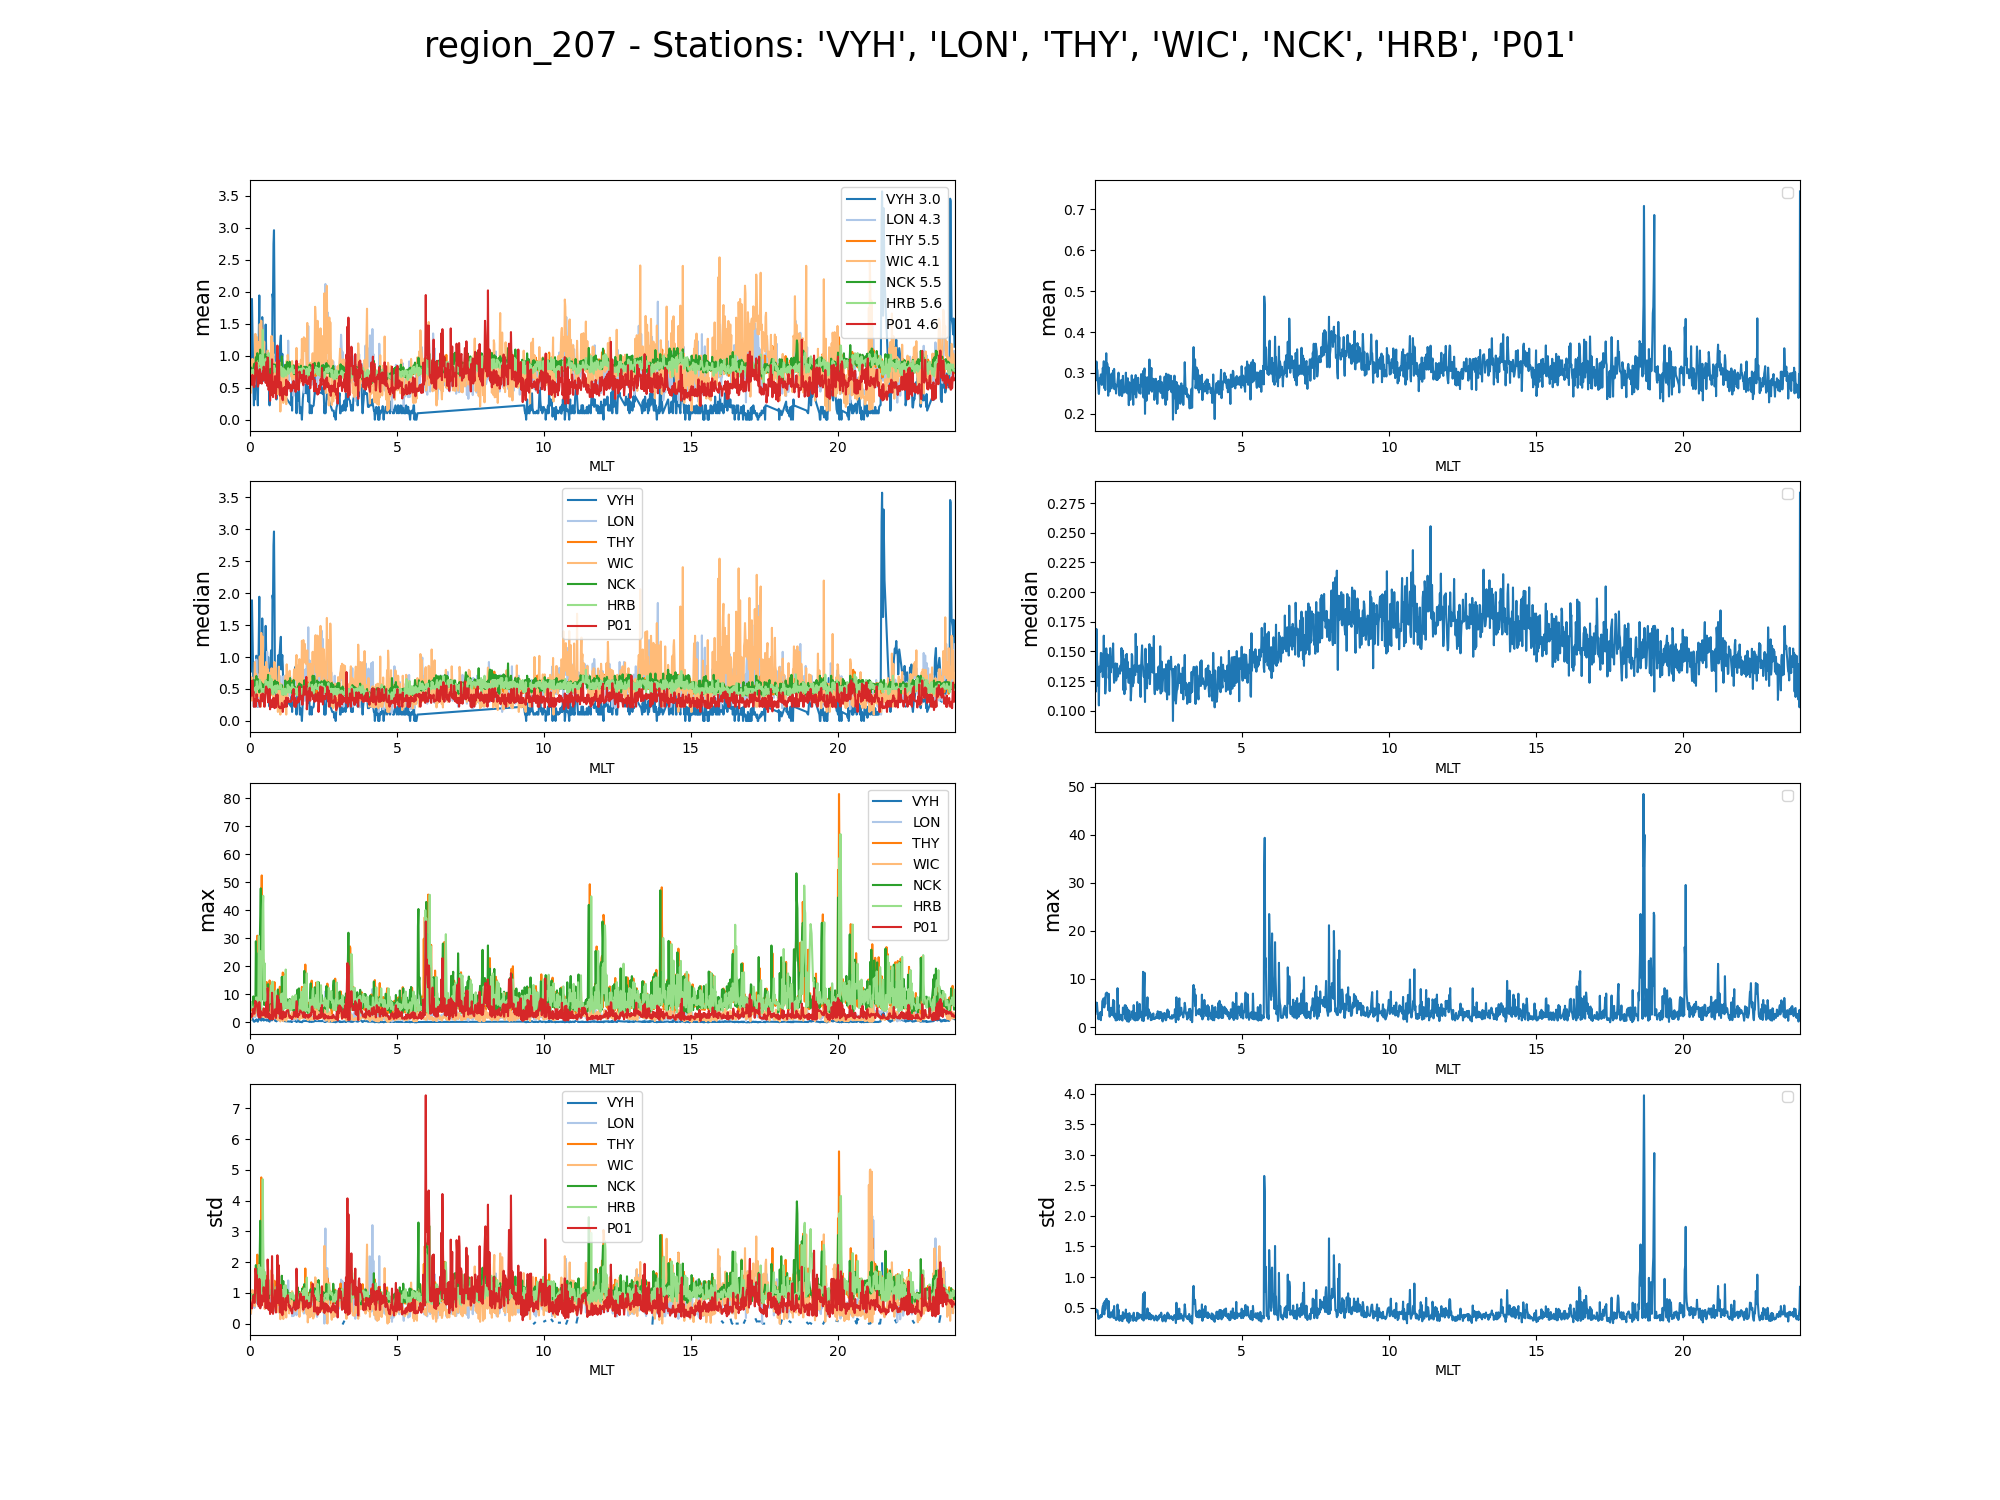 region_207 - Stations: 'VYH', 'LON', 'THY', 'WIC', 'NCK', 'HRB', 'P01'
mean
3.5
3.0
2.5
2.0
1.5
1.0
0.5
0.0
0
5
10
15
20
MLT
VYH 3.0
LON 4.3
THY 5.5
WIC 4.1
NCK 5.5
HRB 5.6
P01 4.6
mean
0.7
0.6
0.5
0.4
0.3
0.2
5
10
15
20
MLT
median
3.5
3.0
2.5
2.0
1.5
1.0
0.5
0.0
0
5
10
15
20
MLT
VYH
LON
THY
WIC
NCK
HRB
P01
median
0.275
0.250
0.225
0.200
0.175
0.150
0.125
0.100
5
10
15
20
MLT
max
80
70
60
50
40
30
20
10
0
0
5
10
15
20
MLT
VYH
LON
THY
WIC
NCK
HRB
P01
max
50
40
30
20
10
0
5
10
15
20
MLT
std
7
6
5
4
3
2
1
0
0
5
10
15
20
MLT
VYH
LON
THY
WIC
NCK
HRB
P01
std
4.0
3.5
3.0
2.5
2.0
1.5
1.0
0.5
5
10
15
20
MLT